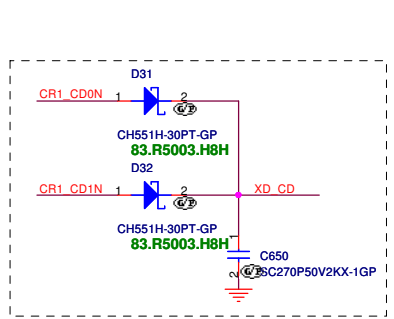 D31
CR1_CD0N
1
2
G/P
CH551H-30PT-GP
83.R5003.H8H
D32
CR1_CD1N
1
2
XD_CD
G/P
CH551H-30PT-GP
83.R5003.H8H
1
C650
2
G/P
SC270P50V2KX-1GP